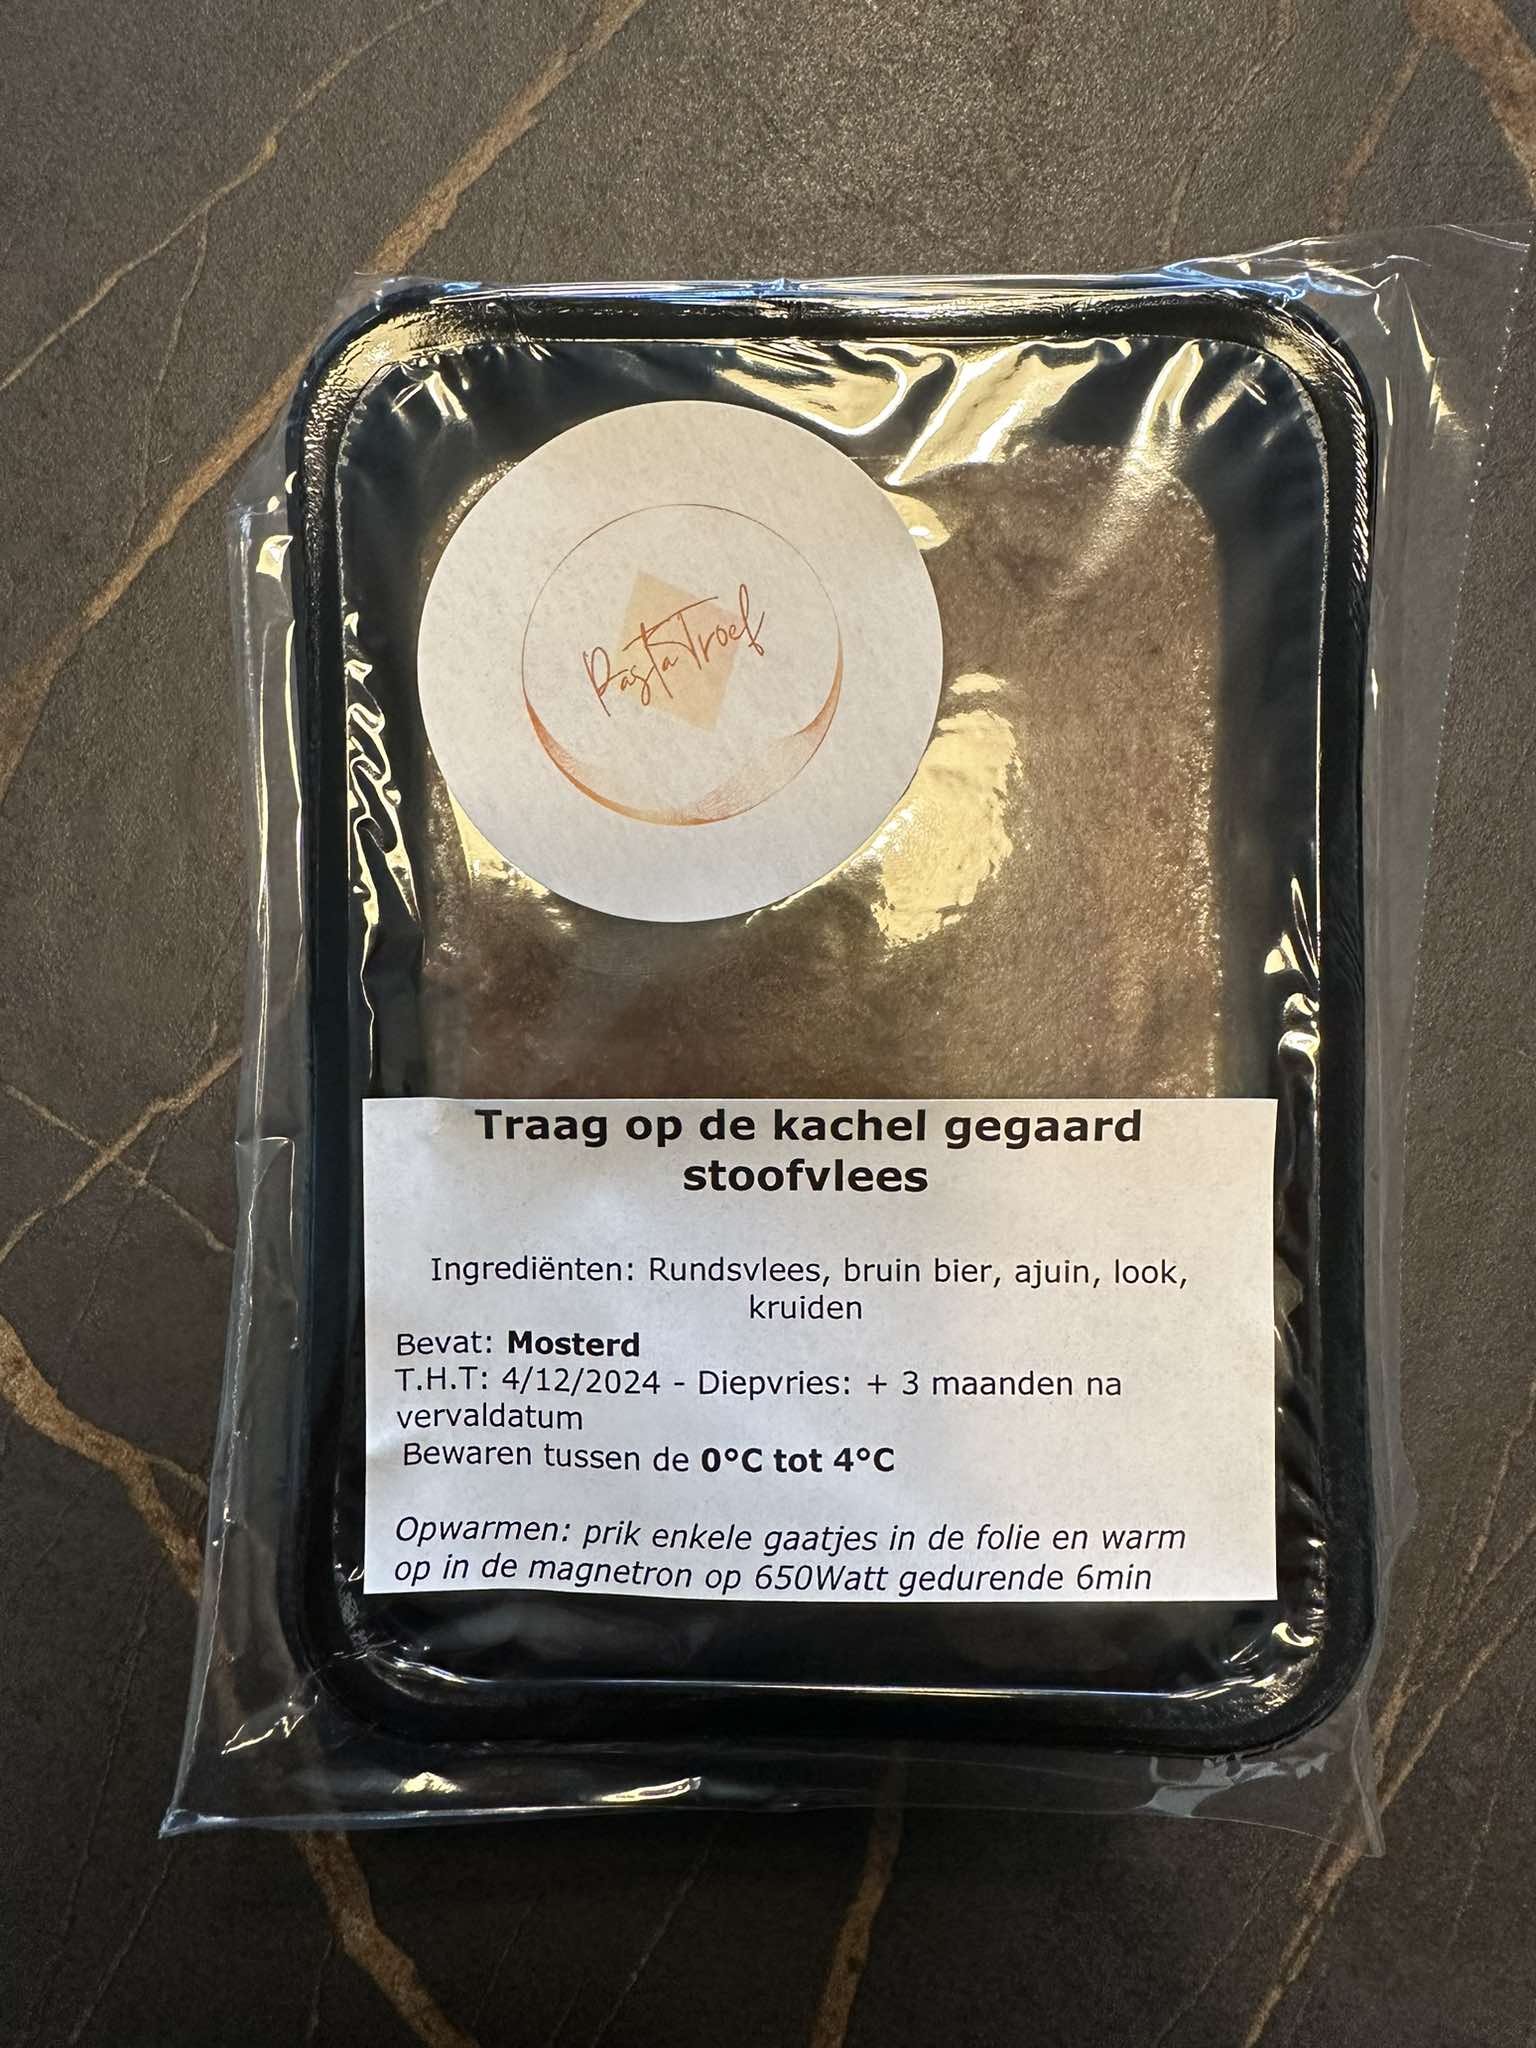 PastaTroef
Traag op de kachel gegaard
stoofvlees
Ingrediënten: Rundsvlees, bruin bier, ajuin, look,
kruiden
Bevat: Mosterd
T.H.T: 4/12/2024 - Diepvries: + 3 maanden na
vervaldatum
Bewaren tussen de 0°C tot 4°C
Opwarmen: prik enkele gaatjes in de folie en warm
op in de magnetron op 650Watt gedurende 6min